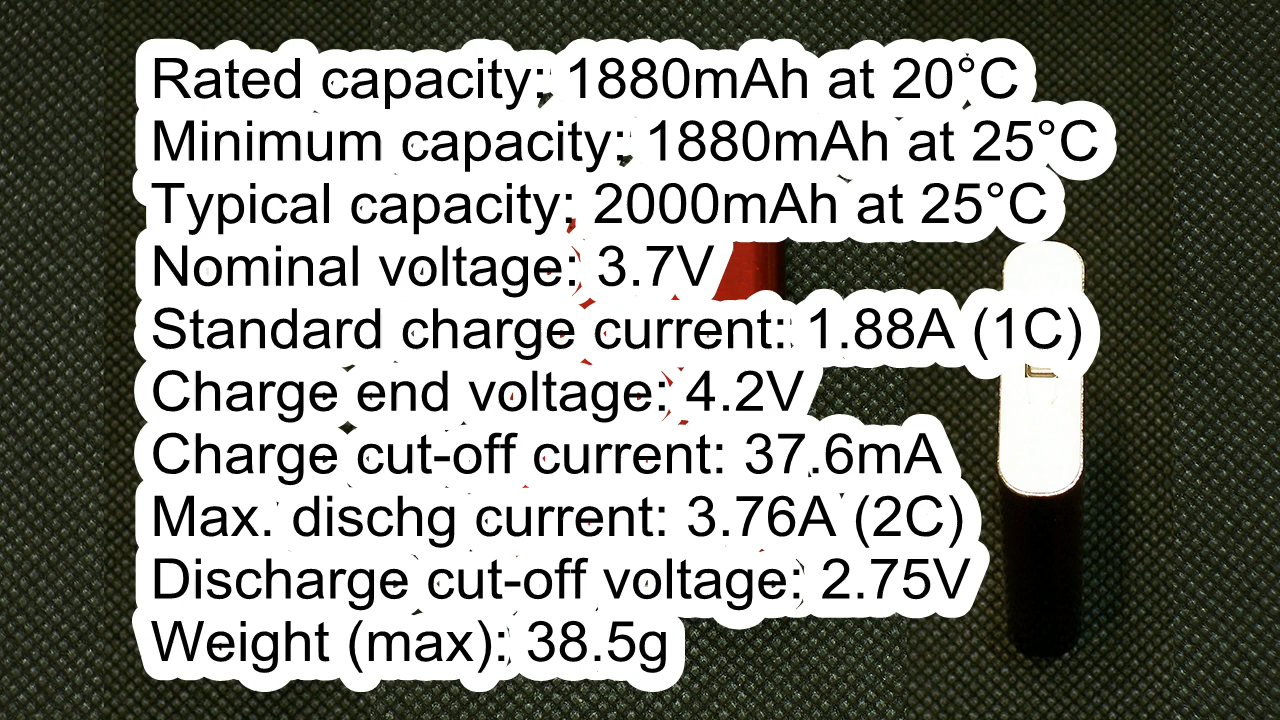 Rated capacity: 1880mAh at 20°C
Minimum capacity: 1880mAh at 25°C
Typical capacity: 2000mAh at 25°C
Nominal voltage: 3.7V
Standard charge current: 1.88A (1C)
Charge end voltage: 4.2V
Charge cut-off current: 37.6mA
Max. dischg current: 3.76A (2C)
Discharge cut-off voltage: 2.75V
Weight (max): 38.5g